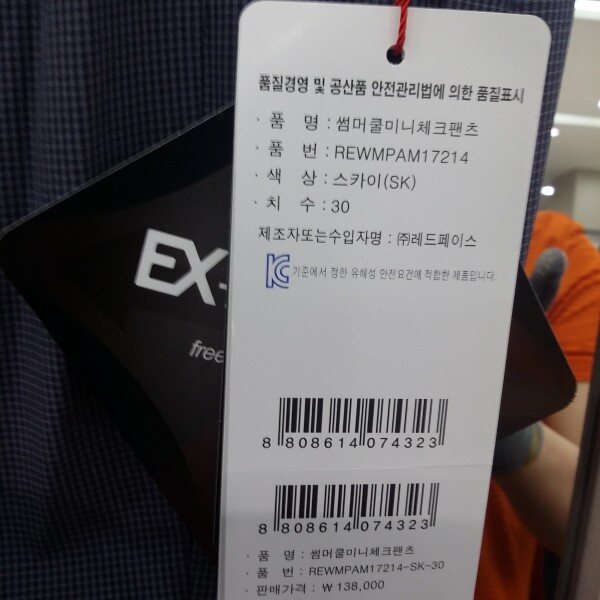 품질경영 및 공산품 안전관리법에 의한 품질표시
· 품 명 : 썸머쿨미니체크팬츠
· 품 번 : REWMPAM17214
· 색 상 : 스카이(SK)
· 치 수 : 30
제조자또는수입자명 : ㈜레드페이스
KC 기준에서 정한 유해성 안전요건에 적합한 제품입니다.
EX-
free
8 808614 074323
8 808614 074323
· 품 명 : 썸머쿨미니체크팬츠
· 품 번 : REWMPAM17214-SK-30
· 판매가격 : ₩ 138,000